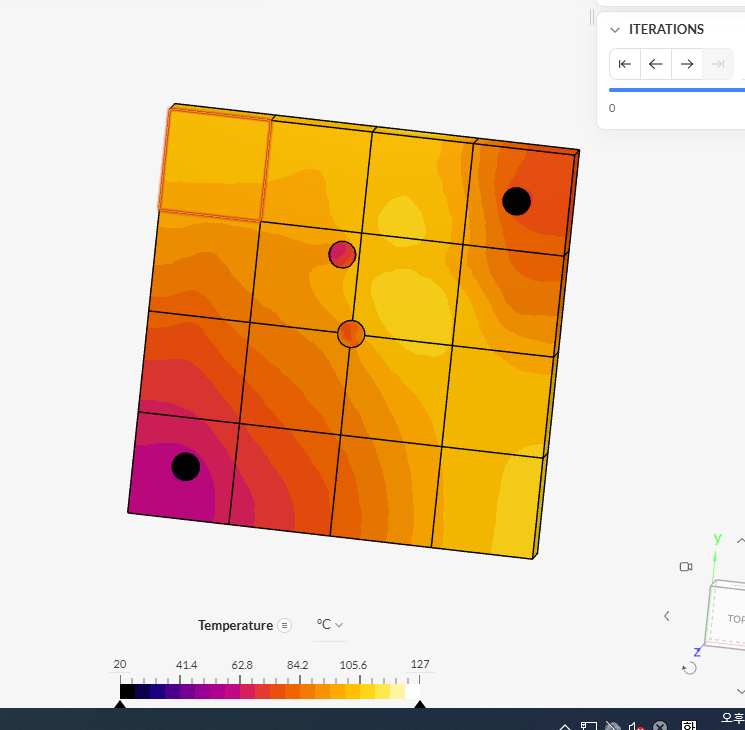 ITERATIONS
0
y
TOP
z
Temperature
°C
20 41.4 62.8 84.2 105.6 127
오후